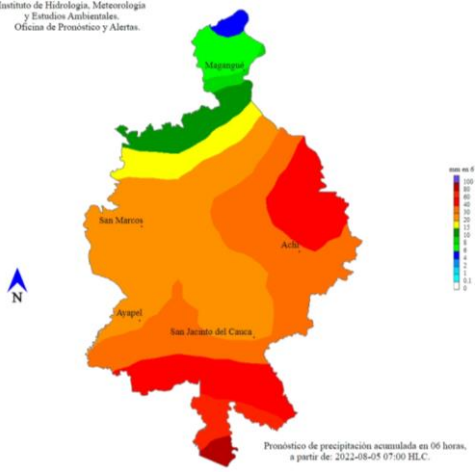 Instituto de Hidrología, Meteorología
y Estudios Ambientales.
Oficina de Pronóstico y Alertas.
Magangué
San Marcos
Achí
Ayapel
San Jacinto del Cauca
N
mm en 6
100
80
60
40
30
20
15
10
8
6
4
2
1
0.1
0
Pronóstico de precipitación acumulada en 06 horas,
a partir de: 2022-08-05 07:00 HLC.